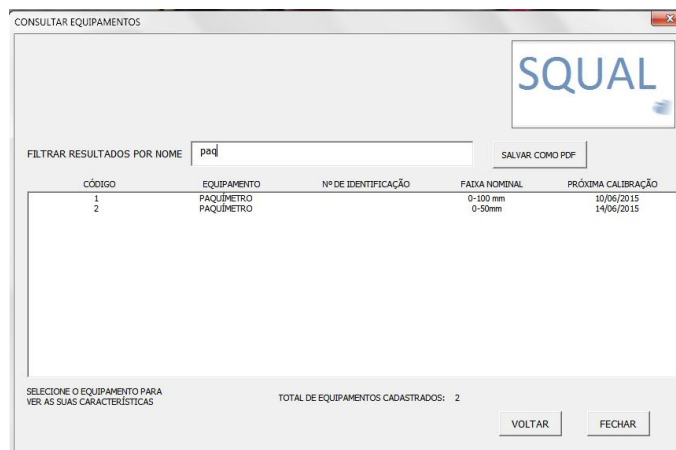 CONSULTAR EQUIPAMENTOS
SQUAL
FILTRAR RESULTADOS POR NOME paq SALVAR COMO PDF
CÓDIGO EQUIPAMENTO Nº DE IDENTIFICAÇÃO FAIXA NOMINAL PRÓXIMA CALIBRAÇÃO
1 PAQUÍMETRO 0-100 mm 10/06/2015
2 PAQUÍMETRO 0-50mm 14/06/2015
SELECIONE O EQUIPAMENTO PARA
VER AS SUAS CARACTERÍSTICAS
TOTAL DE EQUIPAMENTOS CADASTRADOS: 2
VOLTAR FECHAR